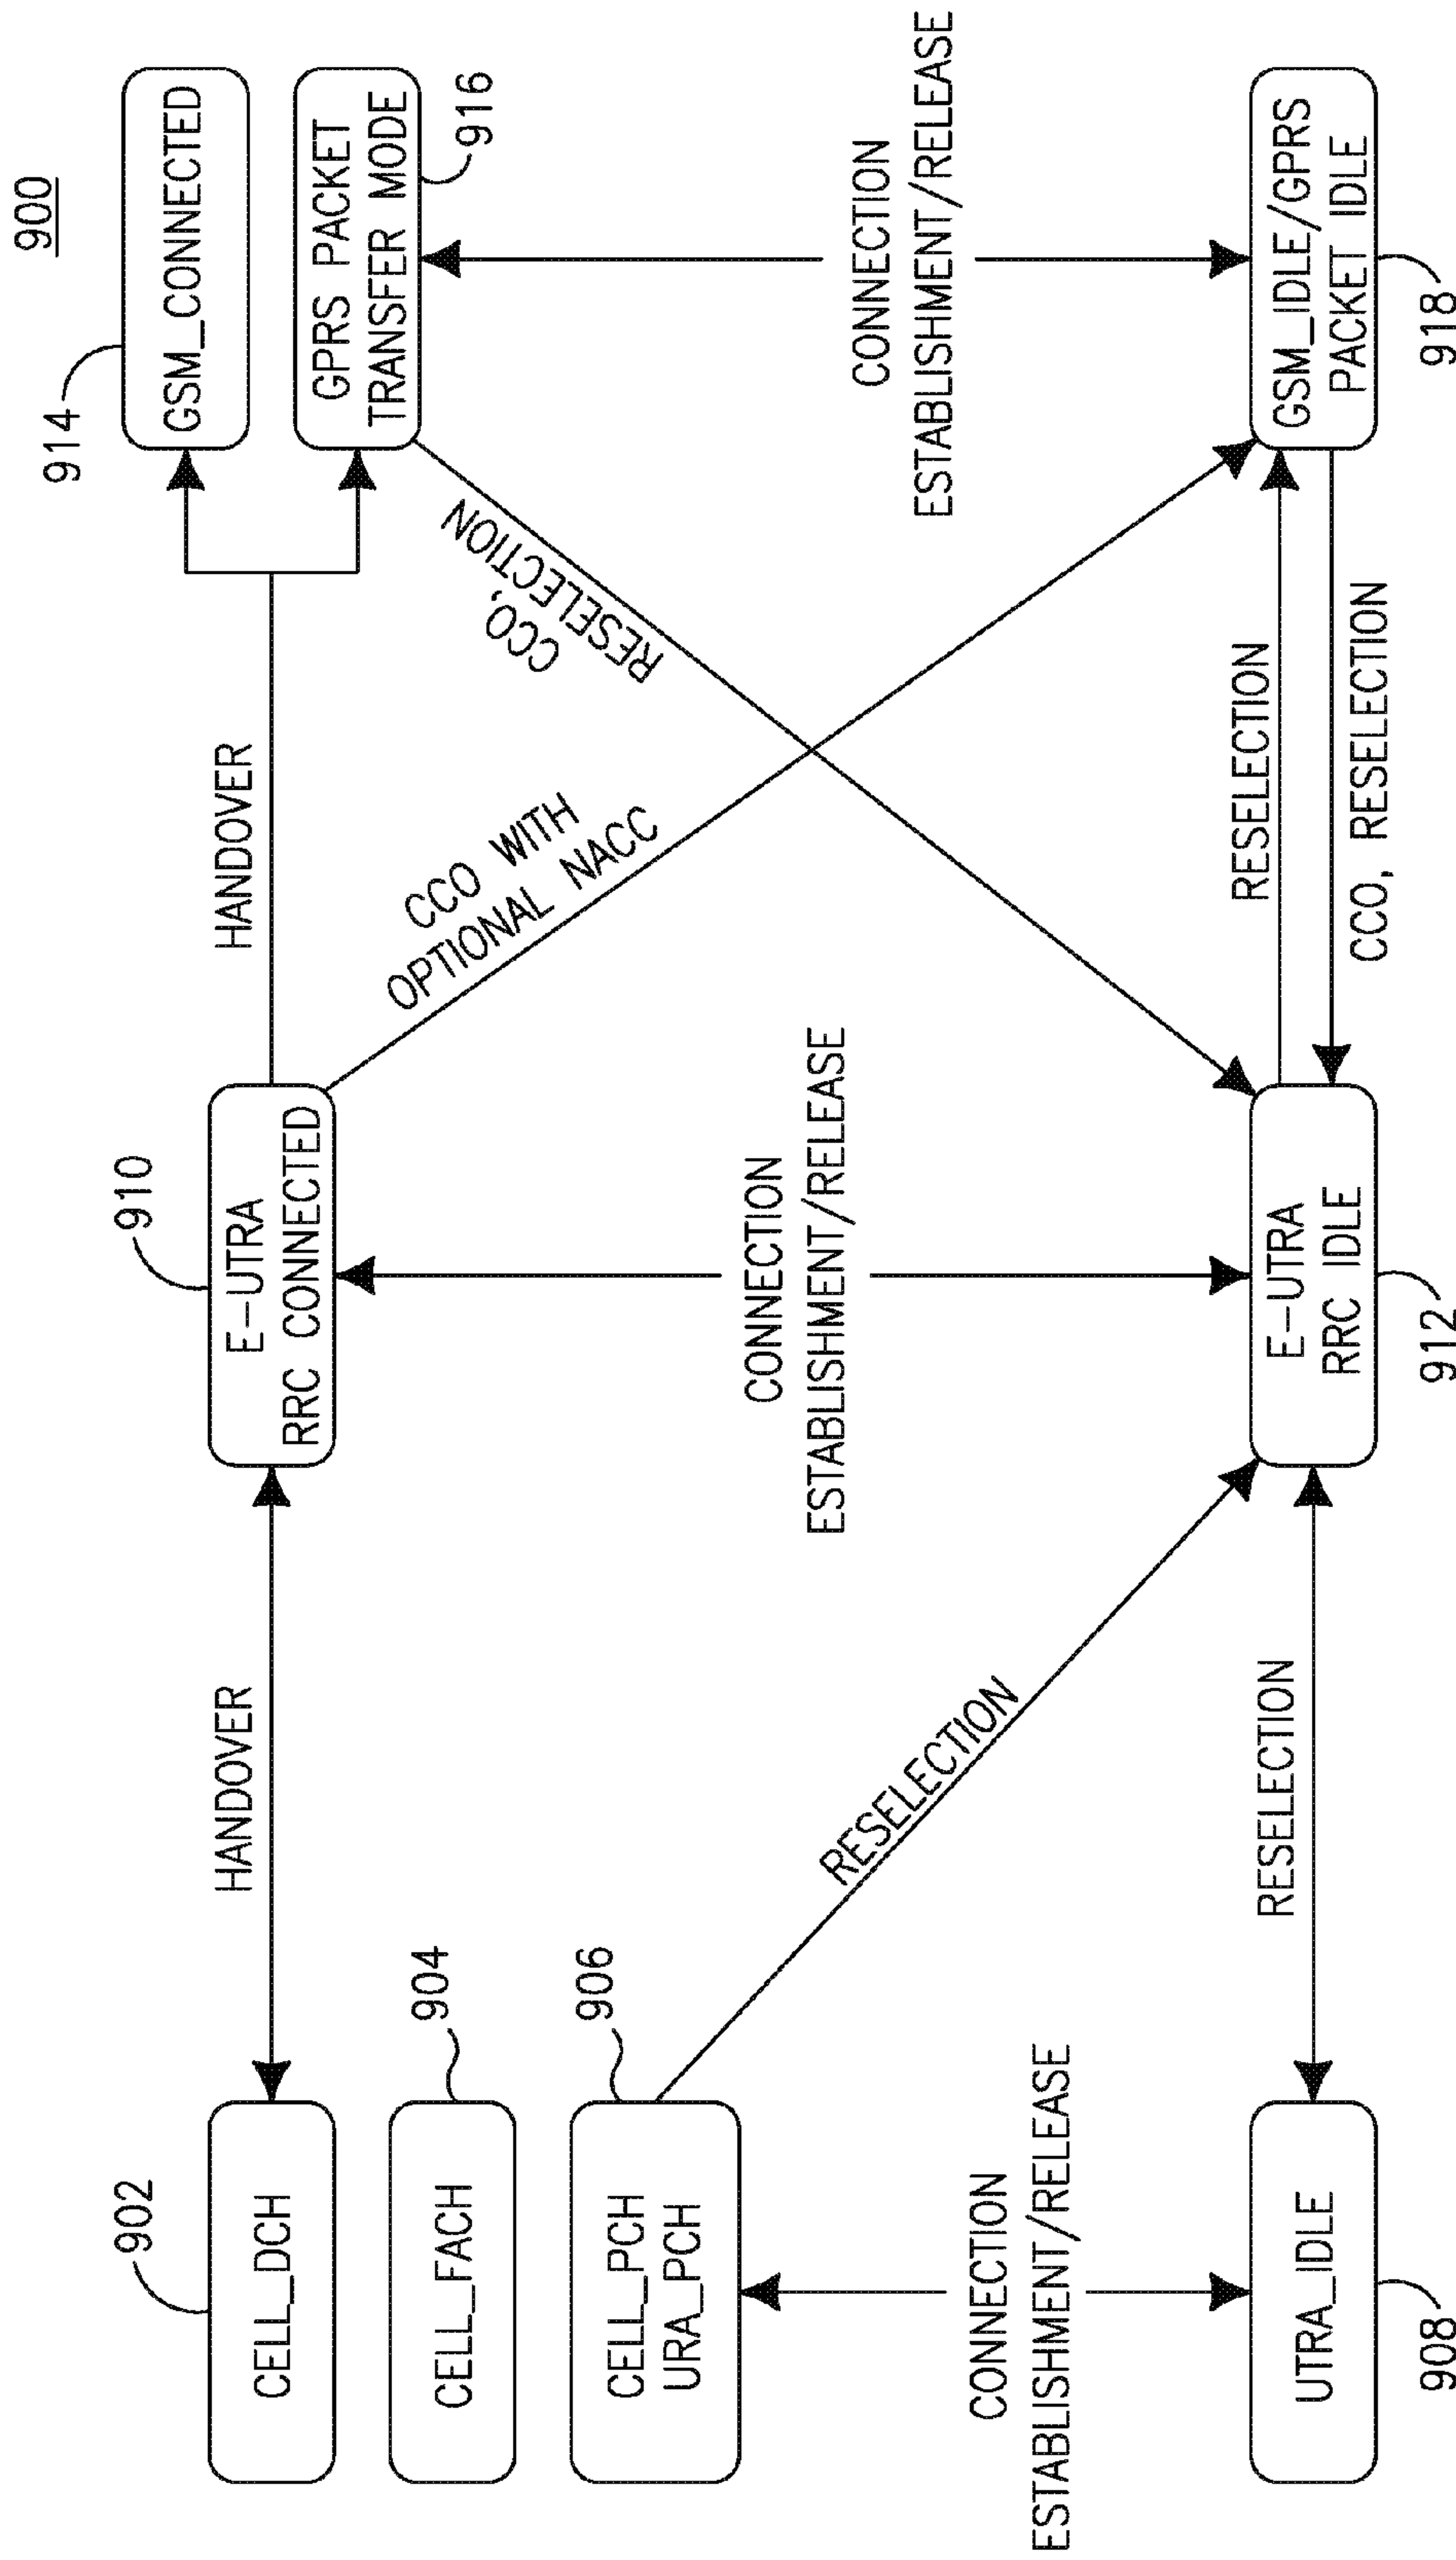 900
902
CELL_DCH
904
CELL_FACH
906
CELL_PCH
URA_PCH
CONNECTION
ESTABLISHMENT/RELEASE
UTRA_IDLE
908
HANDOVER
RESELECTION
RESELECTION
910
E-UTRA
RRC CONNECTED
CONNECTION
ESTABLISHMENT/RELEASE
E-UTRA
RRC IDLE
912
HANDOVER
CCO WITH
OPTIONAL NACC
CCO,
RESELECTION
RESELECTION
CCO, RESELECTION
914
GSM_CONNECTED
GPRS PACKET
TRANSFER MODE
916
CONNECTION
ESTABLISHMENT/RELEASE
GSM_IDLE/GPRS
PACKET IDLE
918